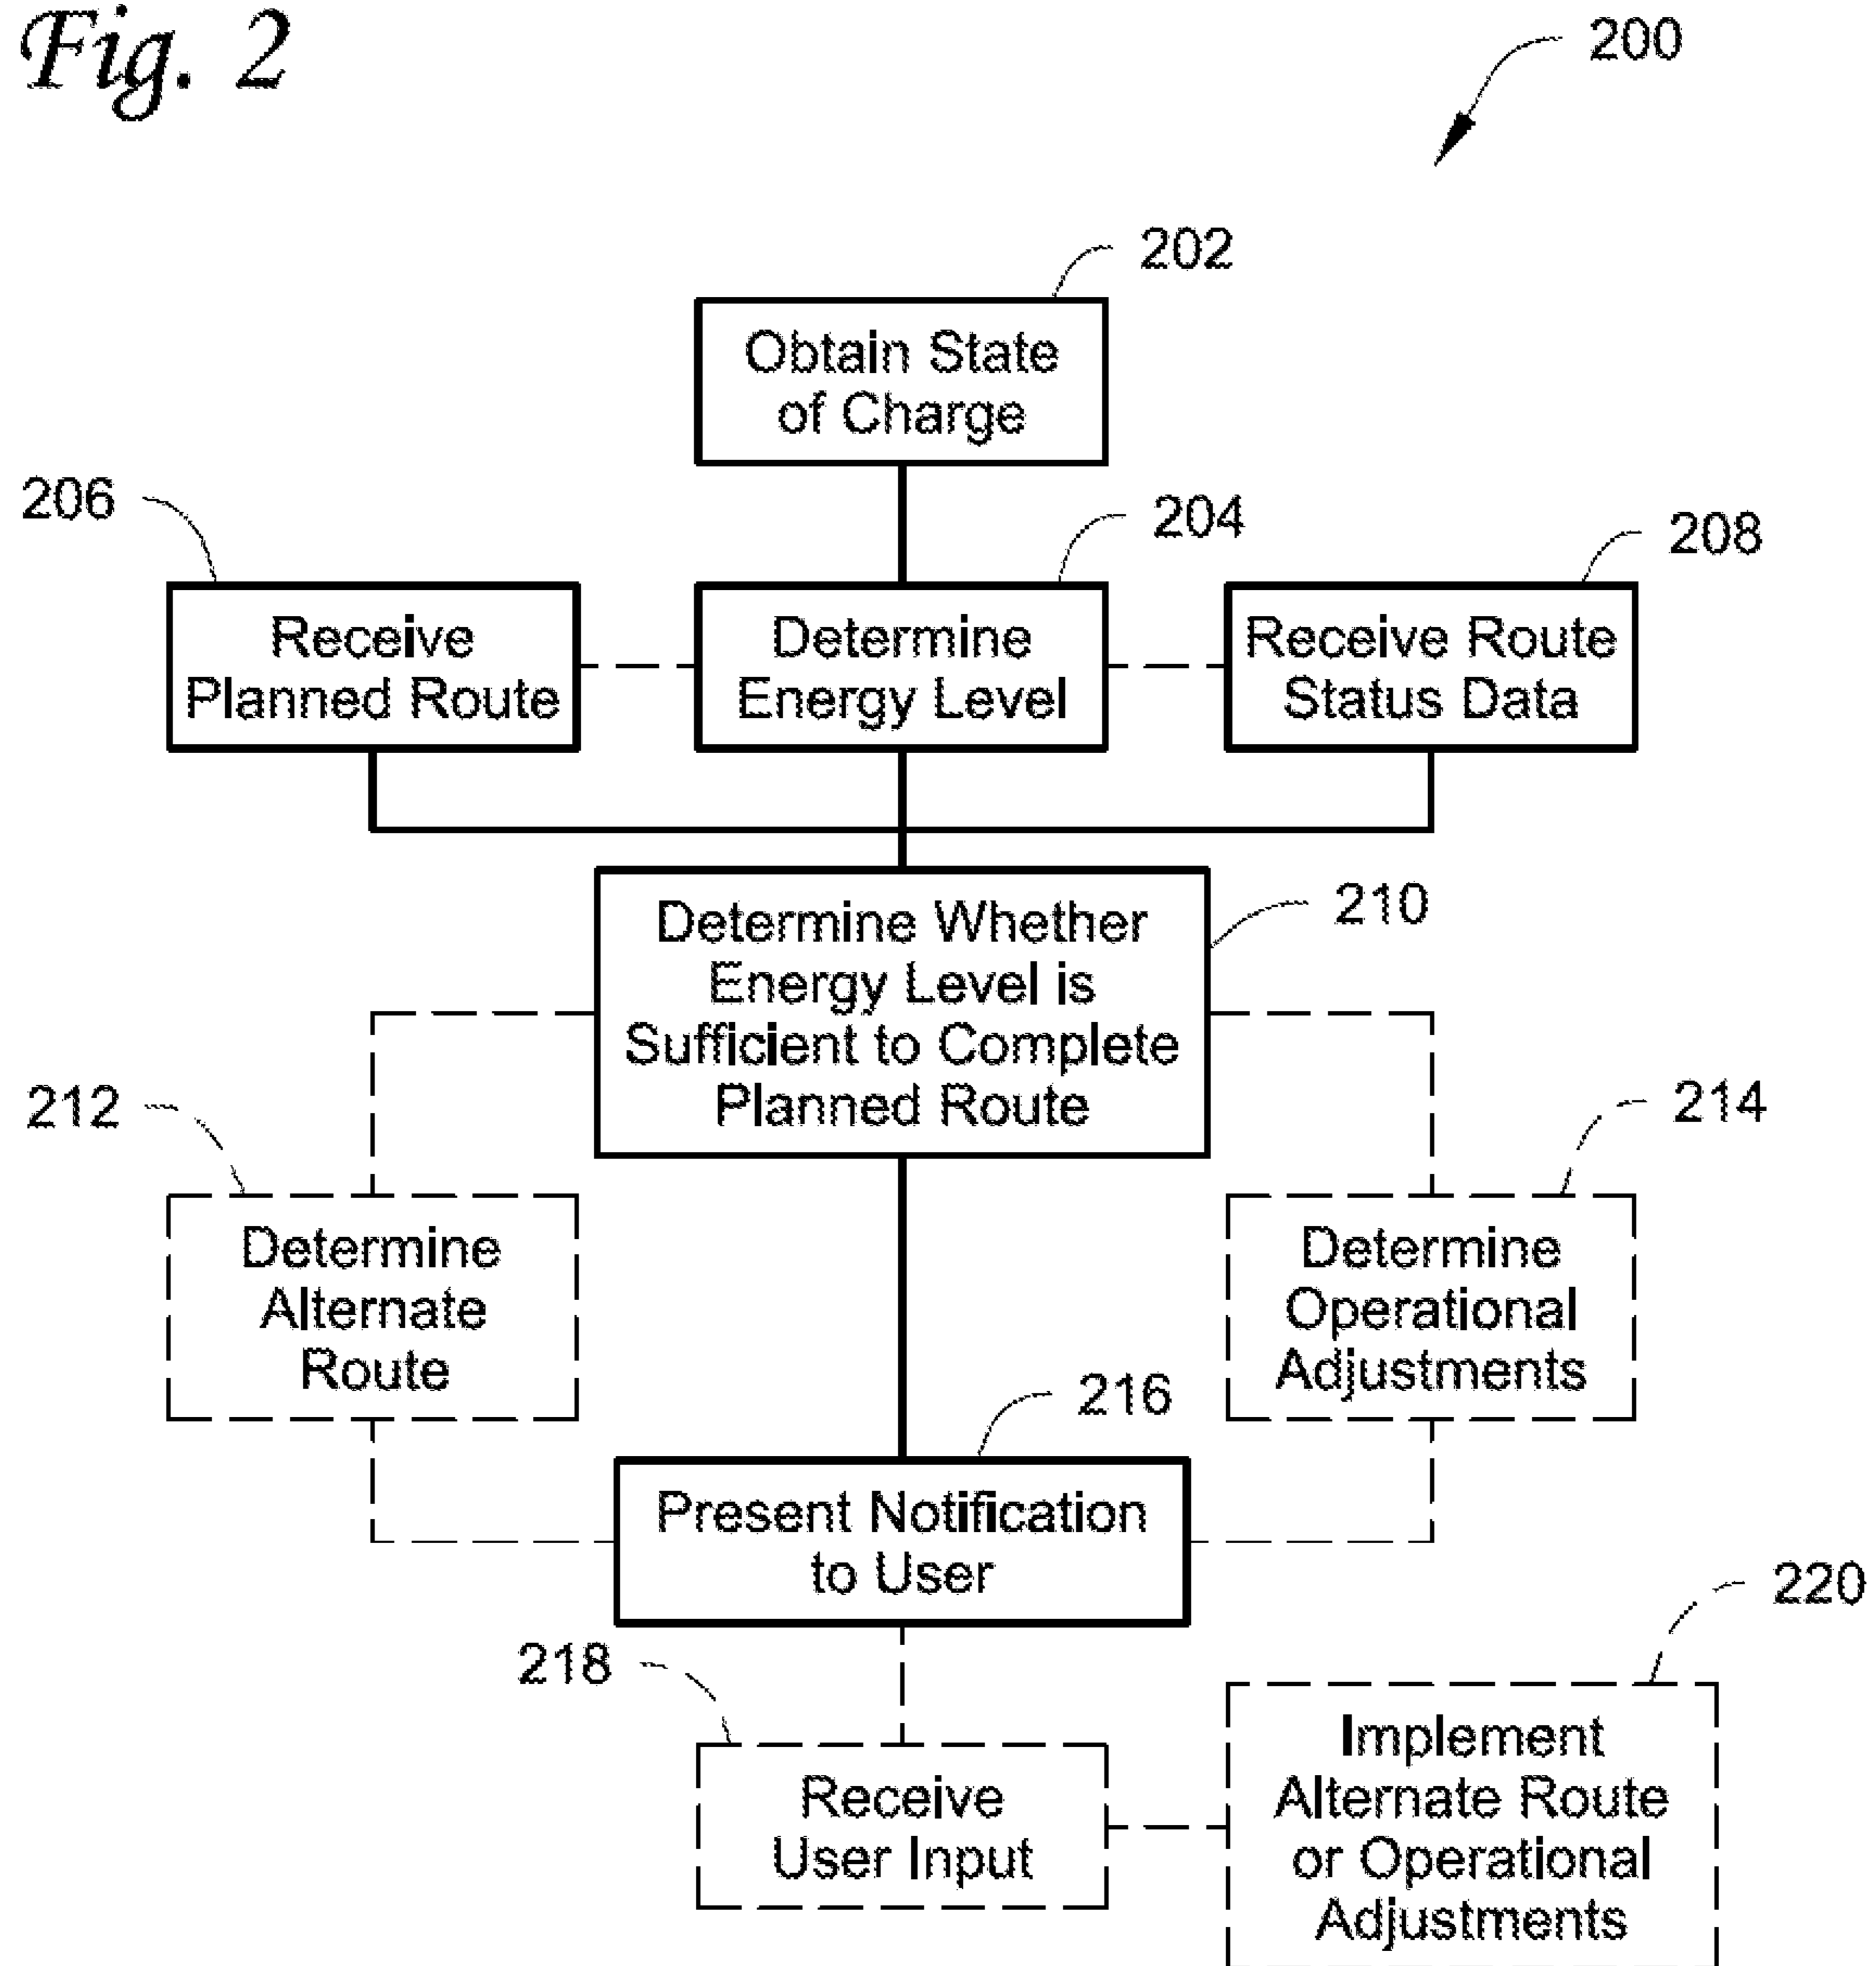 Fig. 2
200
202
Obtain State
of Charge
206
204
208
Receive
Planned Route
Determine
Energy Level
Receive Route
Status Data
210
Determine Whether
Energy Level is
Sufficient to Complete
Planned Route
212
214
Determine
Alternate
Route
Determine
Operational
Adjustments
216
Present Notification
to User
220
218
Receive
User Input
Implement
Alternate Route
or Operational
Adjustments